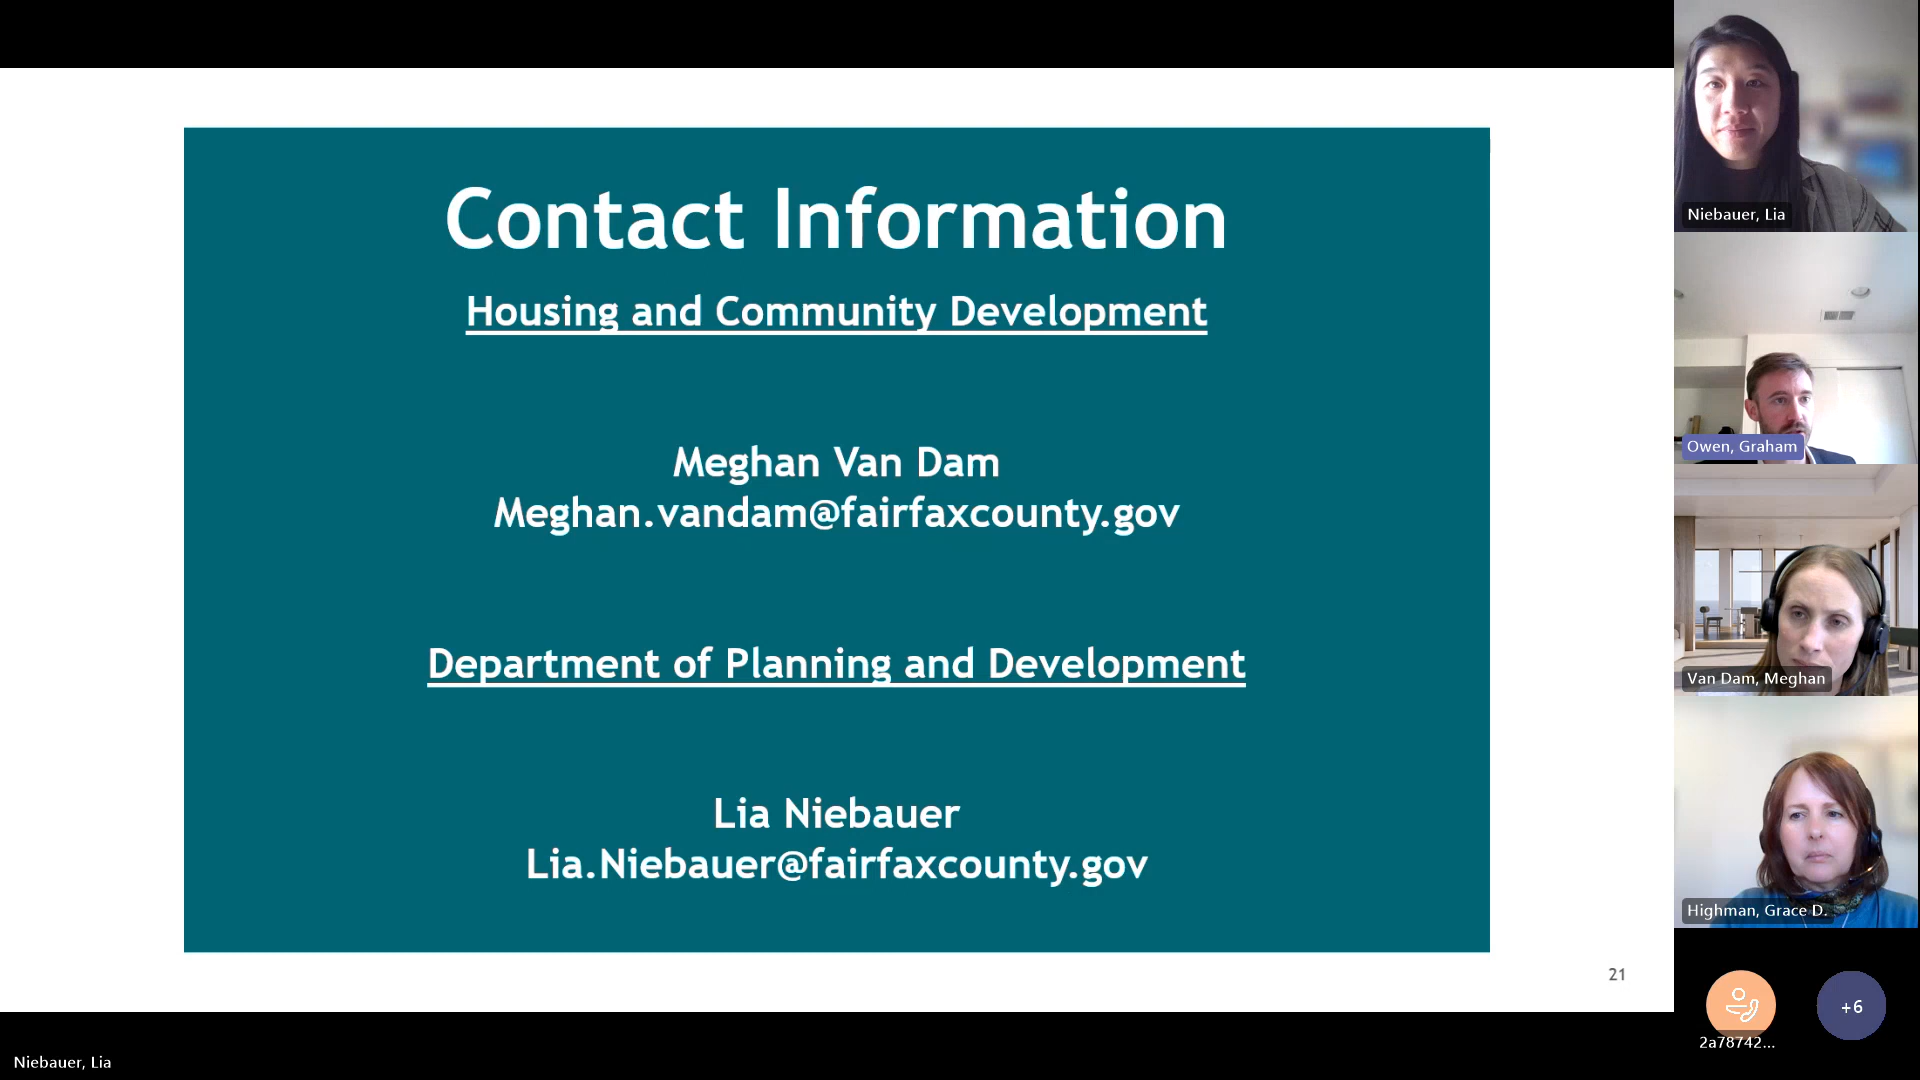 Contact Information
Housing and Community Development
Meghan Van Dam
Meghan.vandam@fairfaxcounty.gov
Department of Planning and Development
Lia Niebauer
Lia.Niebauer@fairfaxcounty.gov
21
Niebauer, Lia
Owen, Graham
Van Dam, Meghan
Highman, Grace D.
2a78742...
+6
Niebauer, Lia